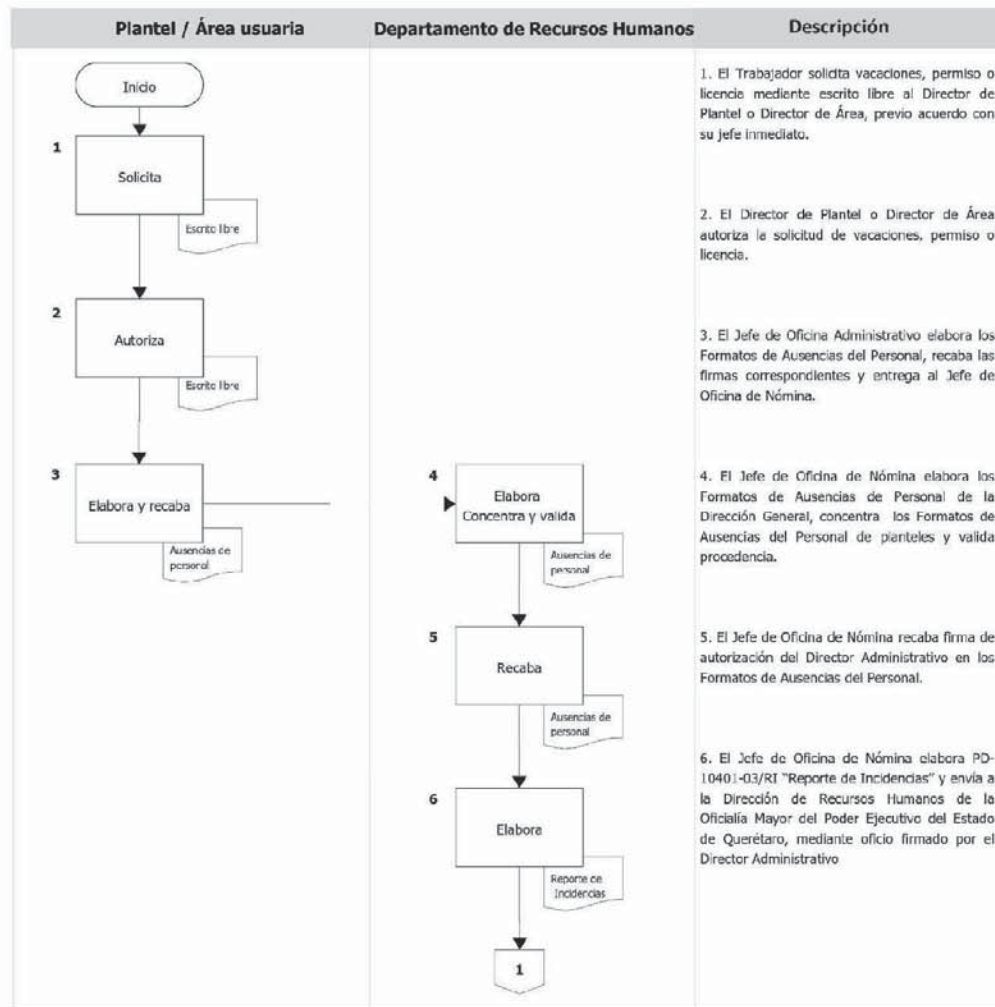 Plantel / Área usuaria
Departamento de Recursos Humanos
Descripción
Inicio
1
Solicita
Escrito libre
2
Autoriza
Escrito libre
3
Elabora y recaba
Ausencias de
personal
4
Elabora
Concentra y valida
Ausencias de
personal
5
Recaba
Ausencias de
personal
6
Elabora
Reporte de
Incidencias
1
1. El Trabajador solicita vacaciones, permiso o
licencia mediante escrito libre al Director de
Plantel o Director de Área, previo acuerdo con
su jefe inmediato.
2. El Director de Plantel o Director de Área
autoriza la solicitud de vacaciones, permiso o
licencia.
3. El Jefe de Oficina Administrativo elabora los
Formatos de Ausencias del Personal, recaba las
firmas correspondientes y entrega al Jefe de
Oficina de Nómina.
4. El Jefe de Oficina de Nómina elabora los
Formatos de Ausencias de Personal de la
Dirección General, concentra los Formatos de
Ausencias del Personal de planteles y valida
procedencia.
5. El Jefe de Oficina de Nómina recaba firma de
autorización del Director Administrativo en los
Formatos de Ausencias del Personal.
6. El Jefe de Oficina de Nómina elabora PD-
10401-03/RI "Reporte de Incidencias" y envía a
la Dirección de Recursos Humanos de la
Oficialía Mayor del Poder Ejecutivo del Estado
de Querétaro, mediante oficio firmado por el
Director Administrativo